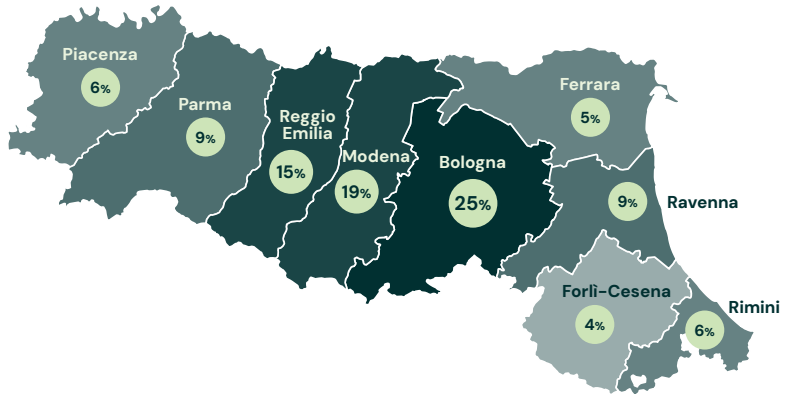 Piacenza
6%
Parma
9%
Reggio
Emilia
15%
Modena
19%
Bologna
25%
Ferrara
5%
9%
Ravenna
Forlì-Cesena
4%
Rimini
6%